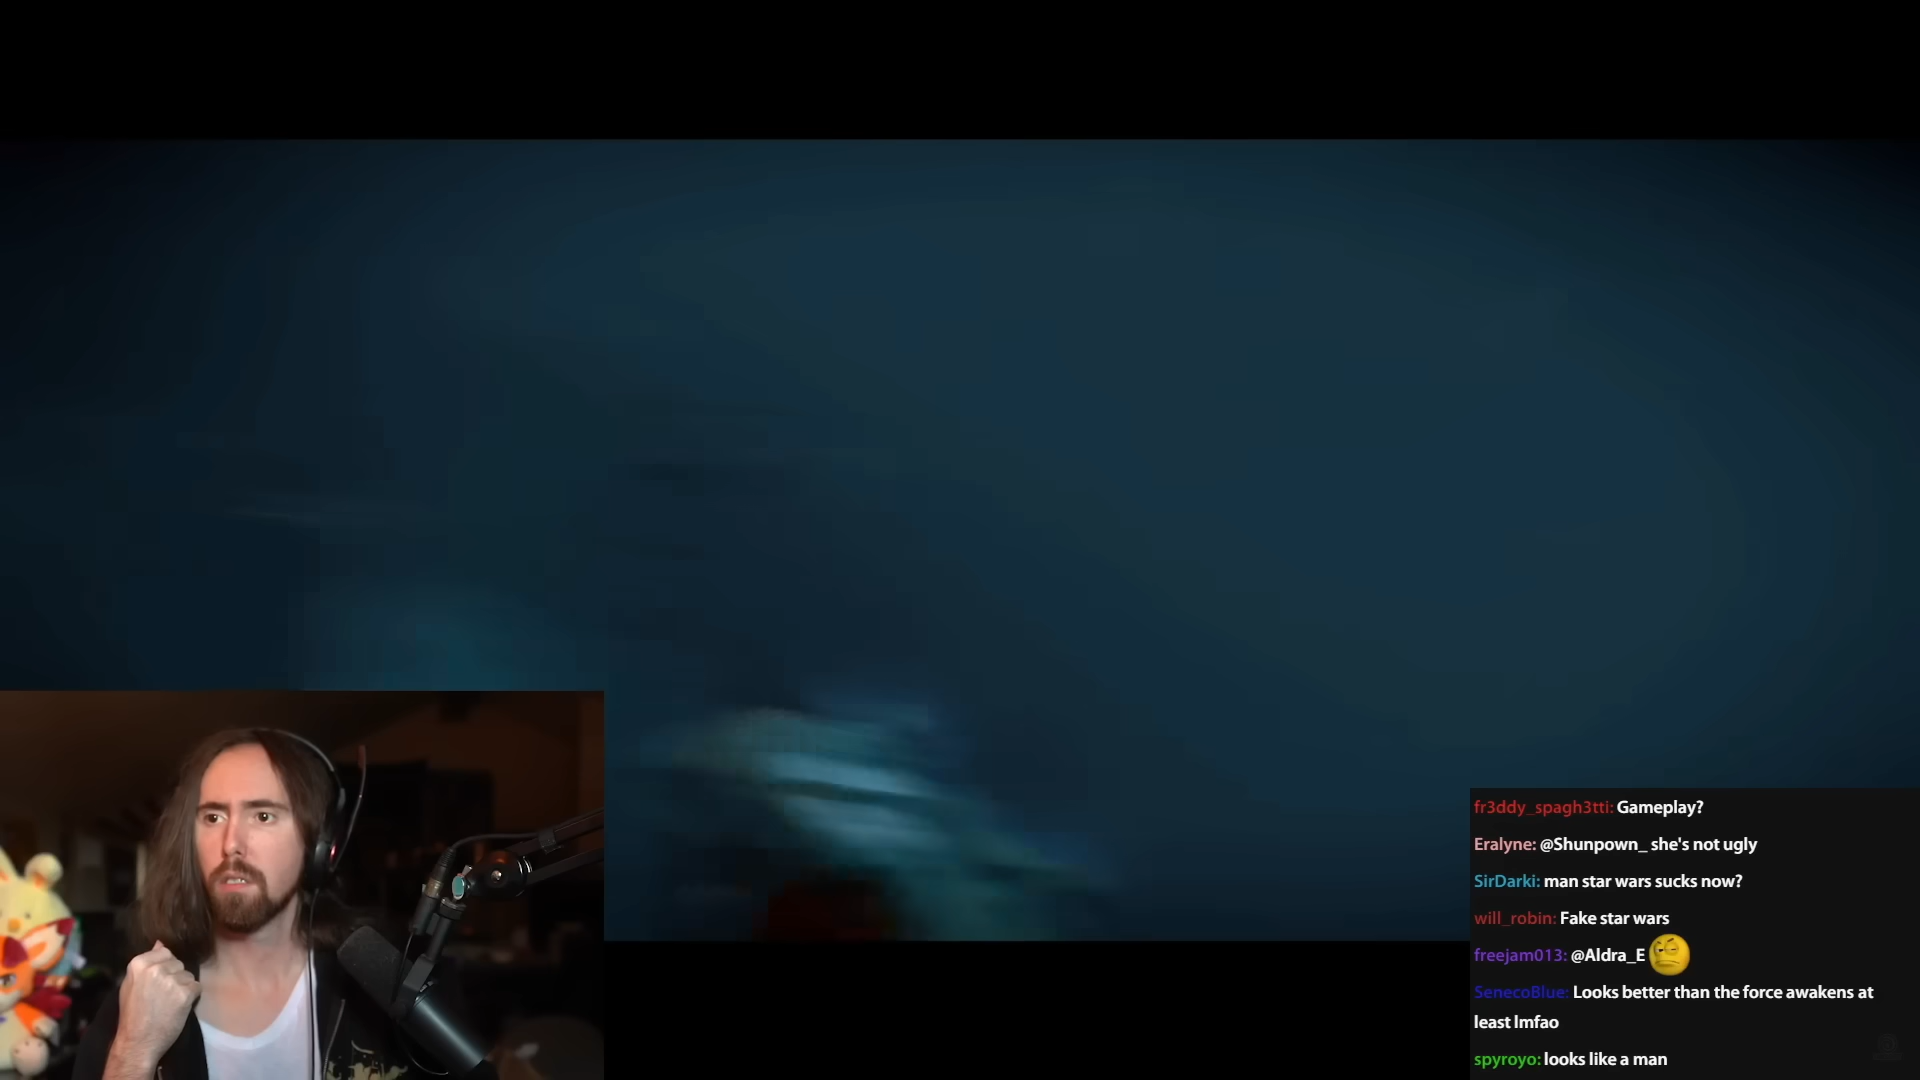 fr3ddy_spagh3tti: Gameplay?
Eralyne: @Shunpown_ she's not ugly
SirDarki: man star wars sucks now?
will_robin: Fake star wars
freejam013: @Aldra_E
SenecoBlue: Looks better than the force awakens at
least lmfao
spyroyo: looks like a man